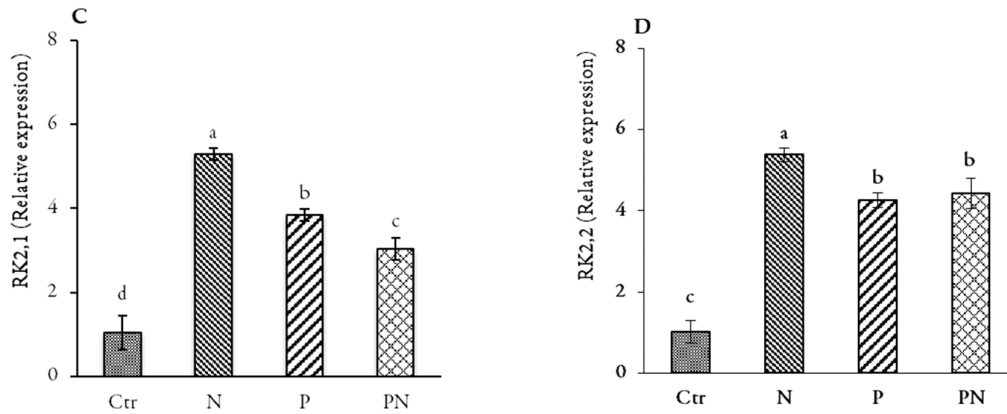 C
RK2,1 (Relative expression)
8
6
4
2
0
d
a
b
c
Ctr
N
P
PN
D
RK2,2 (Relative expression)
8
6
4
2
0
c
a
b
b
Ctr
N
P
PN